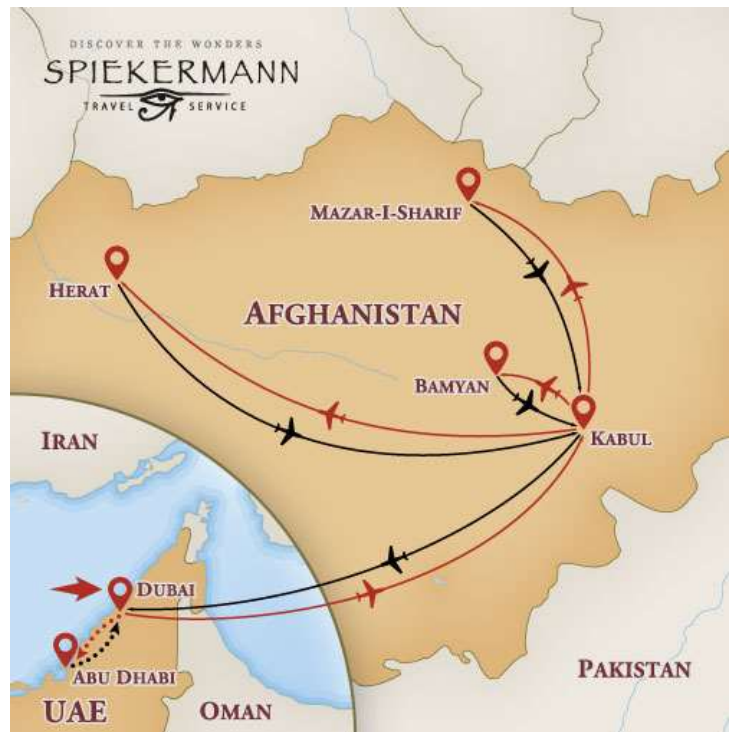 DISCOVER THE WONDERS
SPIEKERMANN
TRAVEL SERVICE
MAZAR-I-SHARIF
HERAT
AFGHANISTAN
BAMYAN
KABUL
IRAN
DUBAI
ABU DHABI
PAKISTAN
UAE
OMAN